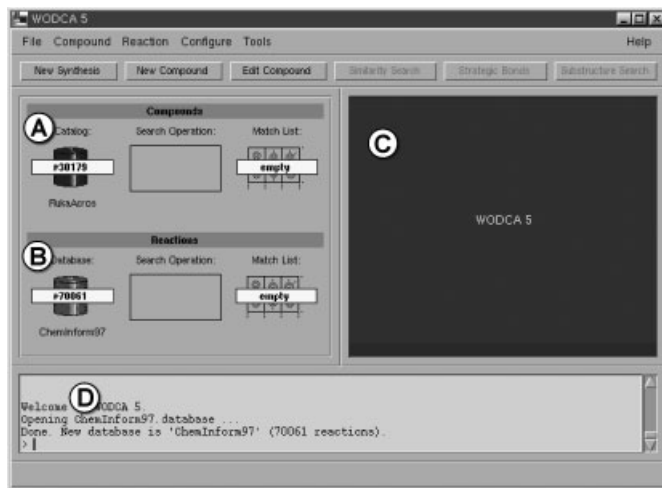 WODCA 5
File Compound Reaction Configure Tools Help
New Synthesis New Compound Edit Compound Similarity Search Strategic Bonds Substructure Search
Compounds
A Catalog: Search Operation: Match List:
#30179 empty
FlukaAcros
C
WODCA 5
Reactions
B Database: Search Operation: Match List:
#70061 empty
ChemInform97
D
Welcome WODCA 5.
Opening ChemInform97.database ...
Done. New database is 'ChemInform97' (70061 reactions).
>